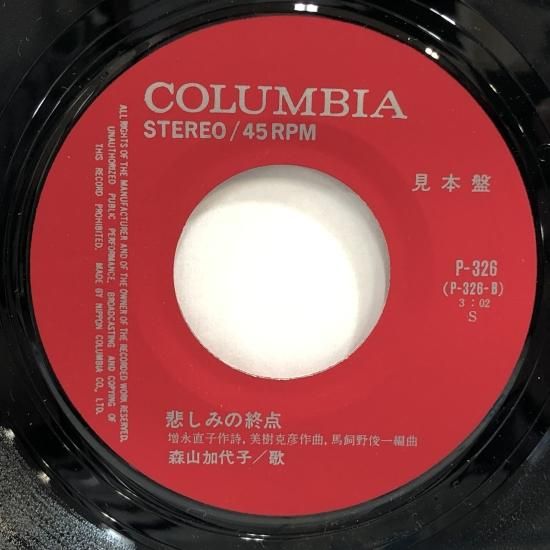 COLUMBIA
STEREO/45RPM
見本盤
P-326
(P-326-B)
3:02
S
ALL RIGHTS OF THE MANUFACTURER AND OF THE OWNER OF THE RECORDED WORK RESERVED.
UNAUTHORIZED PUBLIC PERFORMANCE, BROADCASTING AND COPYING OF
THIS RECORD PROHIBITED. MADE BY NIPPON COLUMBIA CO., LTD.
悲しみの終点
増永直子作詩,美樹克彦作曲,馬飼野俊一編曲
森山加代子/歌